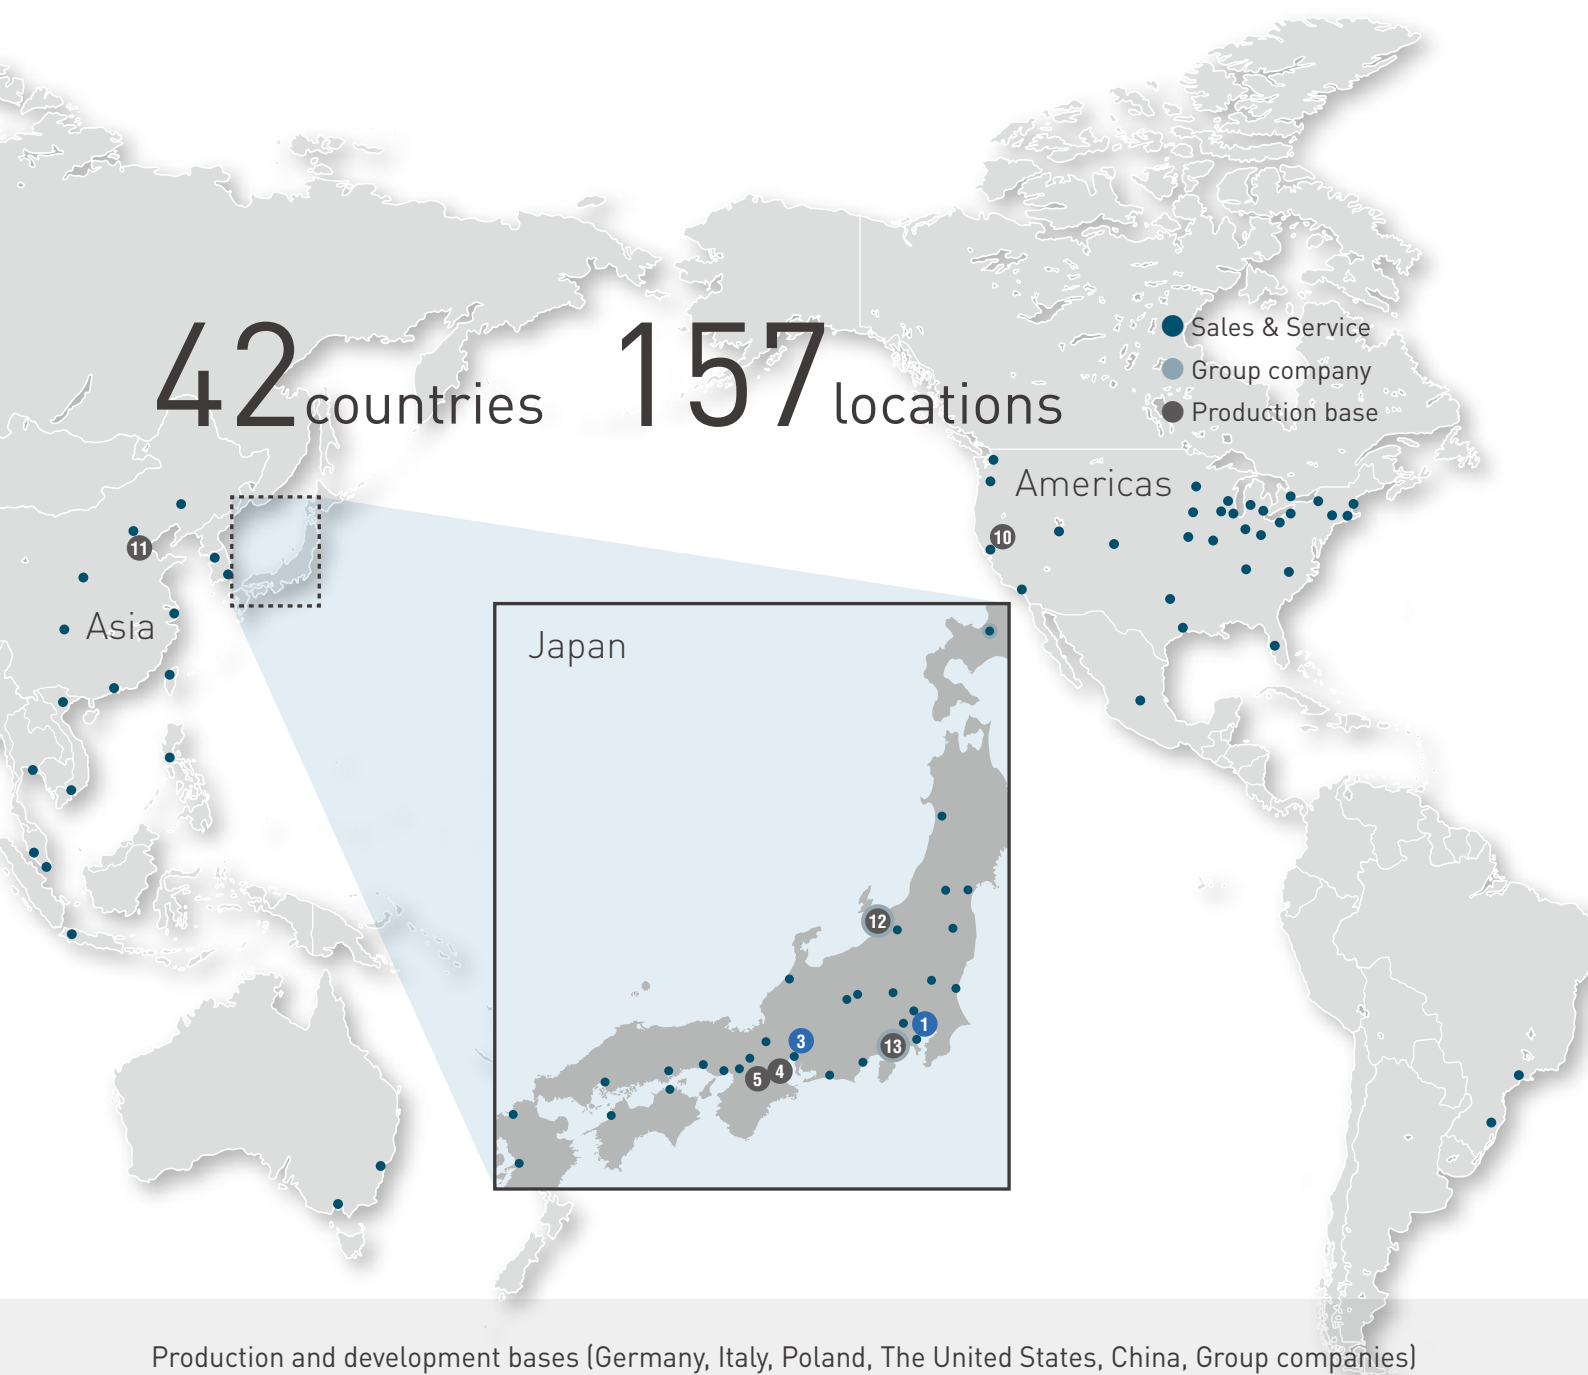 42 countries 157 locations
Sales & Service
Group company
Production base
Americas
10
11
Asia
Japan
12
1
3
13
4
5
Production and development bases (Germany, Italy, Poland, The United States, China, Group companies)